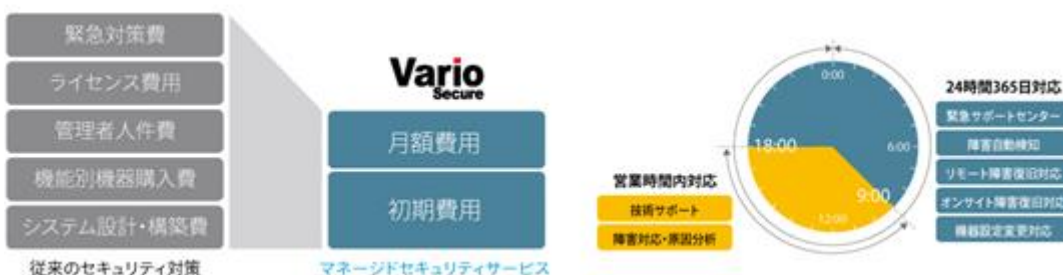 緊急対策費
ライセンス費用
管理者人件費
機能別機器購入費
システム設計・構築費
従来のセキュリティ対策
Vario
Secure
月額費用
初期費用
マネージドセキュリティサービス
営業時間内対応
技術サポート
障害対応・原因分析
0:00
6:00
9:00
12:00
18:00
24時間365日対応
緊急サポートセンター
障害自動検知
リモート障害復旧対応
オンサイト障害復旧対応
機器設定変更対応